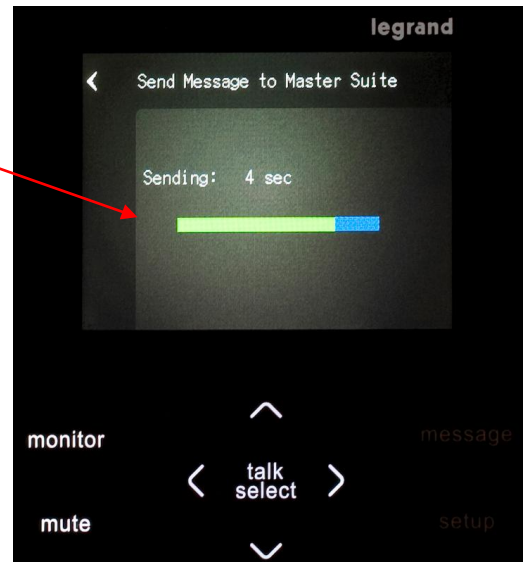 legrand
Send Message to Master Suite
Sending: 4 sec
monitor
message
talk
select
mute
setup